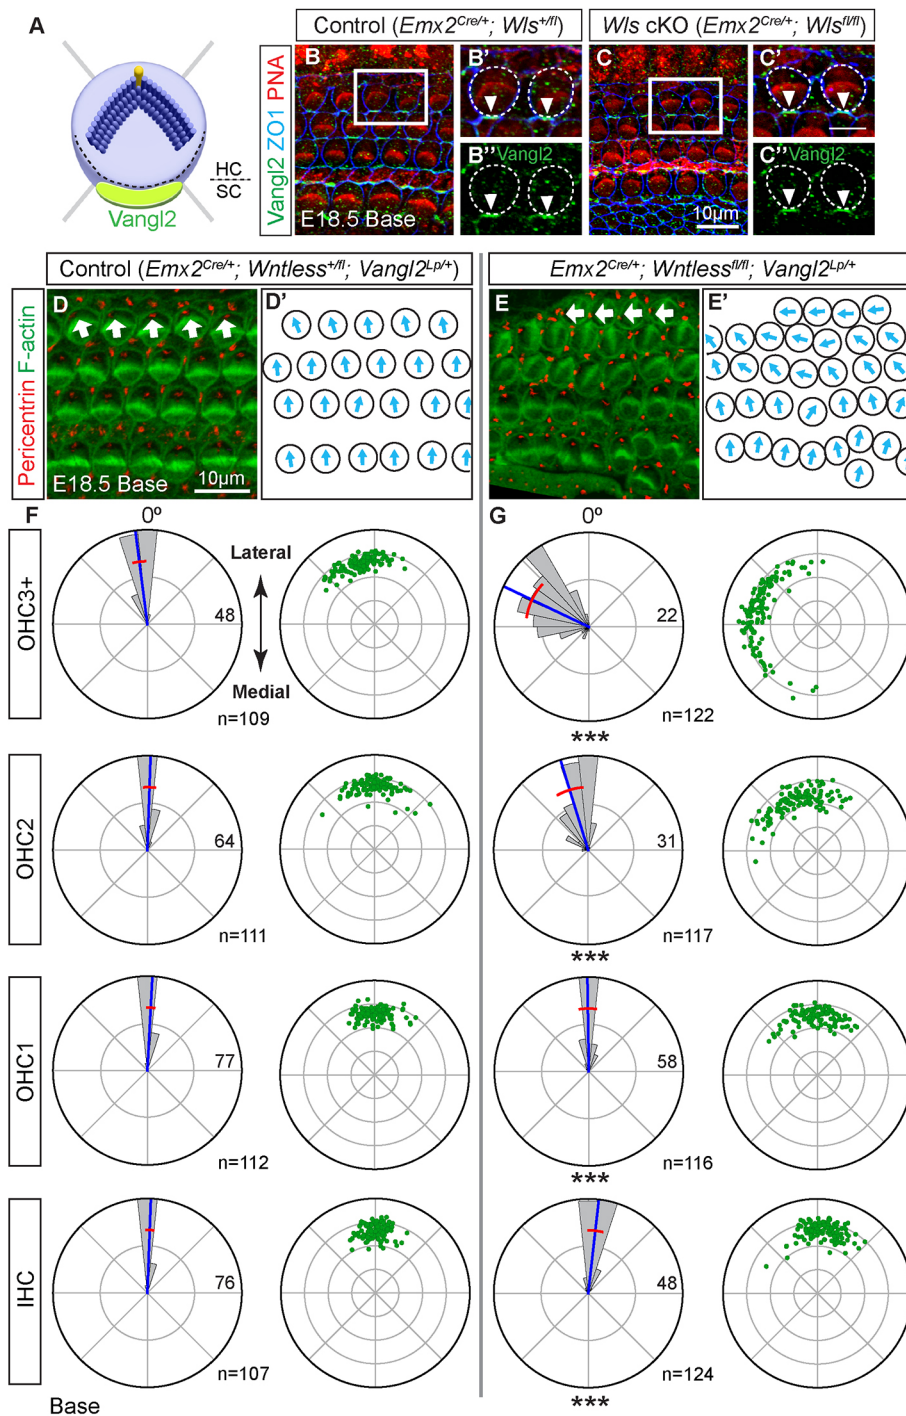 A
Control (Emx2Cre/+; Wls+/fl)
Wls cKO (Emx2Cre/+; Wlsfl/fl)
HC
SC
Vangl2
Vangl2 ZO1 PNA
B
E18.5 Base
B'
B'' Vangl2
C
10µm
C'
C'' Vangl2
Control (Emx2Cre/+; Wntless+/fl; Vangl2Lp/+)
Emx2Cre/+; Wntlessfl/fl; Vangl2Lp/+
Pericentrin F-actin
D
E18.5 Base
10µm
D'
E
E'
F
0º
G
0º
OHC3+
48
Lateral
Medial
n=109
22
n=122
***
OHC2
64
n=111
31
n=117
***
OHC1
77
n=112
58
n=116
***
IHC
76
n=107
48
n=124
***
Base